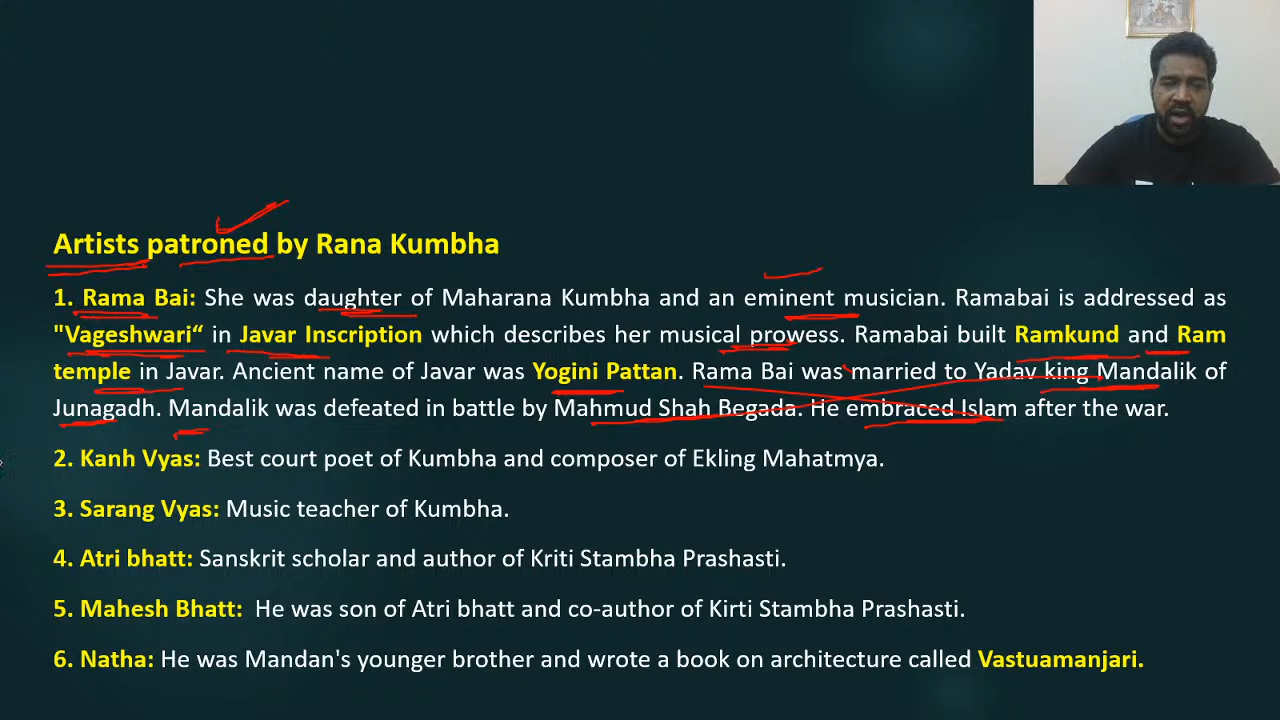 Artists patroned by Rana Kumbha
1. Rama Bai: She was daughter of Maharana Kumbha and an eminent musician. Ramabai is addressed as
"Vageshwari“ in Javar Inscription which describes her musical prowess. Ramabai built Ramkund and Ram
temple in Javar. Ancient name of Javar was Yogini Pattan. Rama Bai was married to Yadav king Mandalik of
Junagadh. Mandalik was defeated in battle by Mahmud Shah Begada. He embraced Islam after the war.
2. Kanh Vyas: Best court poet of Kumbha and composer of Ekling Mahatmya.
3. Sarang Vyas: Music teacher of Kumbha.
4. Atri bhatt: Sanskrit scholar and author of Kriti Stambha Prashasti.
5. Mahesh Bhatt: He was son of Atri bhatt and co-author of Kirti Stambha Prashasti.
6. Natha: He was Mandan's younger brother and wrote a book on architecture called Vastuamanjari.